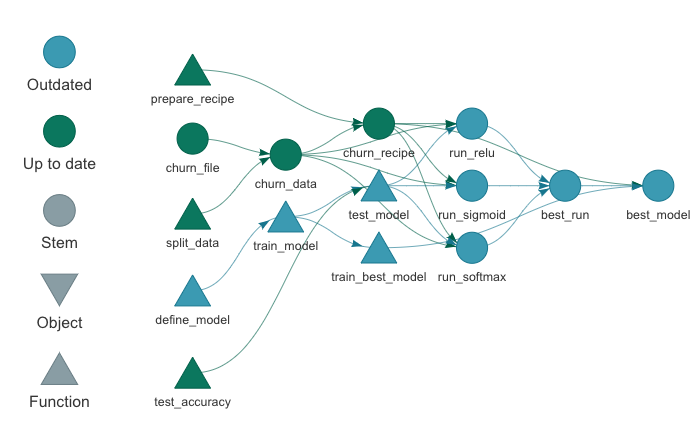 Outdated
Up to date
Stem
Object
Function
prepare_recipe
churn_file
split_data
define_model
test_accuracy
churn_data
train_model
churn_recipe
test_model
train_best_model
run_relu
run_sigmoid
run_softmax
best_run
best_model